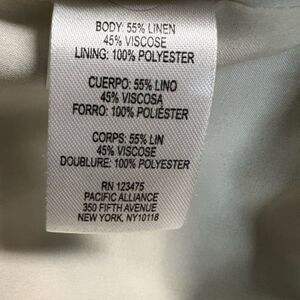 BODY: 55% LINEN
45% VISCOSE
LINING: 100% POLYESTER
CUERPO: 55% LINO
45% VISCOSA
FORRO: 100% POLIÉSTER
CORPS: 55% LIN
45% VISCOSE
DOUBLURE: 100% POLYESTER
RN 123475
PACIFIC ALLIANCE
350 FIFTH AVENUE
NEW YORK, NY10118